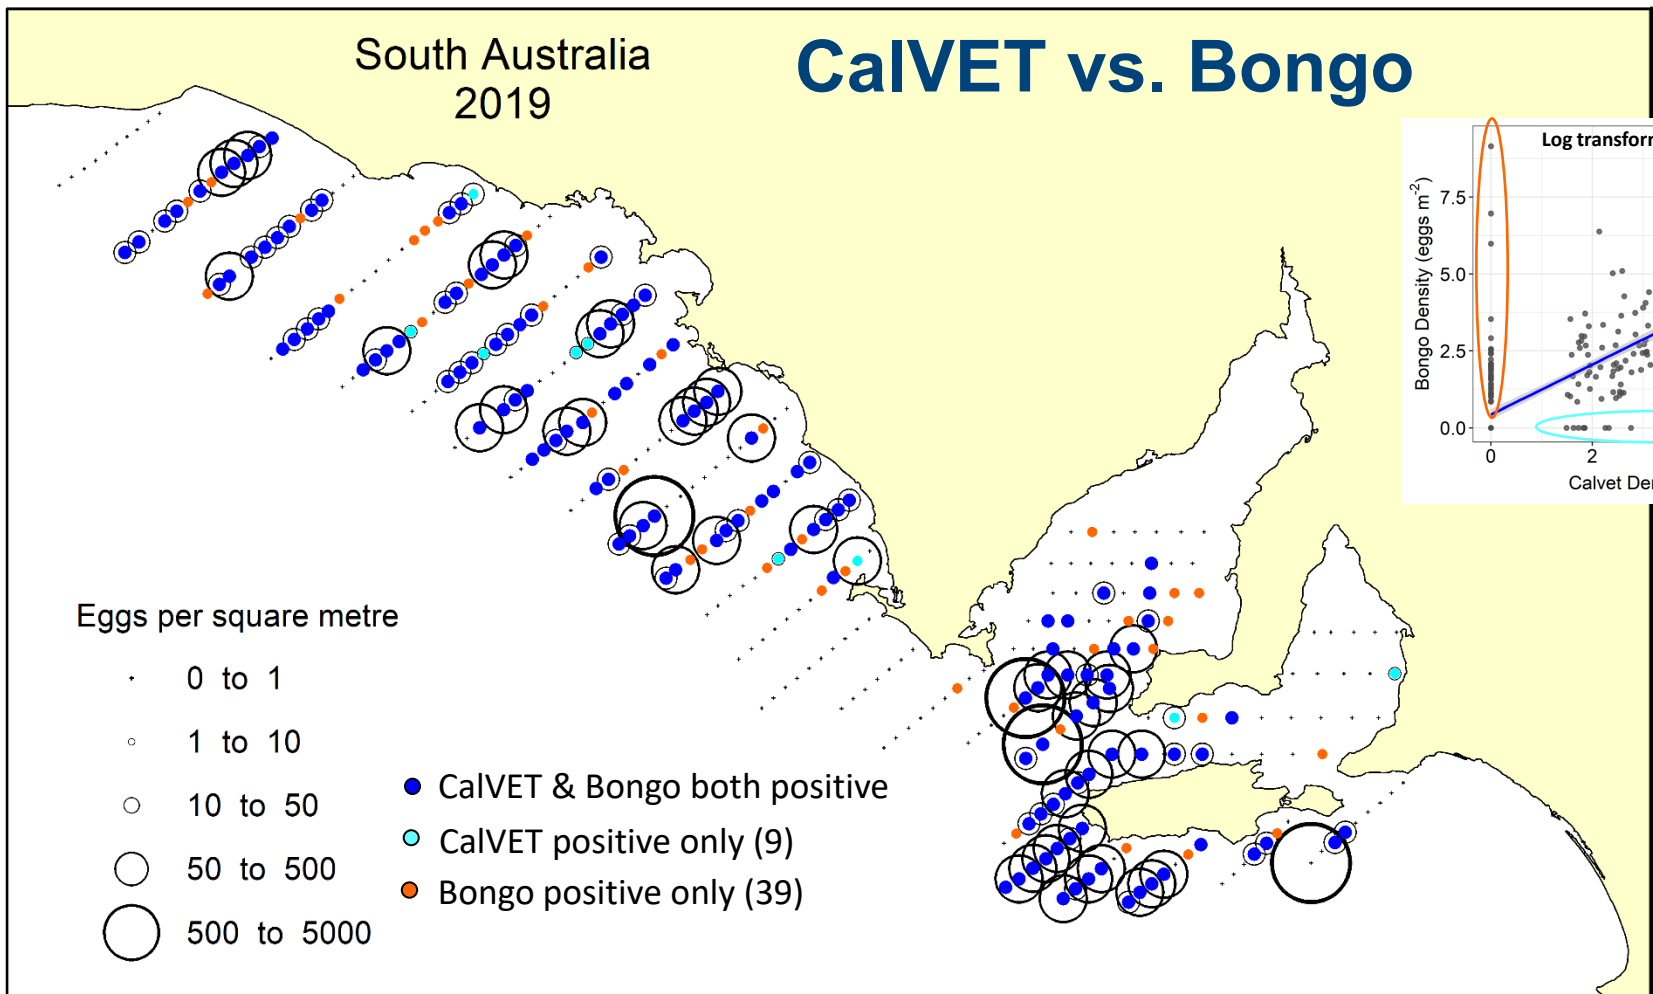 South Australia
2019
CalVET vs. Bongo
Log transform
Bongo Density (eggs m-2)
7.5
5.0
2.5
0.0
0
2
Calvet Den
Eggs per square metre
0 to 1
1 to 10
10 to 50
50 to 500
500 to 5000
CalVET & Bongo both positive
CalVET positive only (9)
Bongo positive only (39)